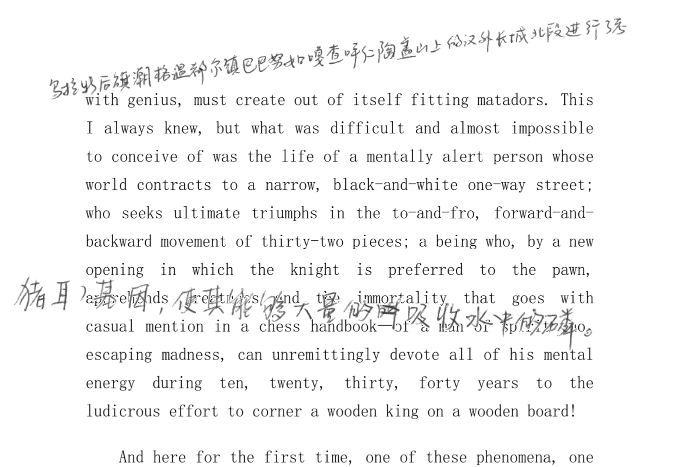 乌拉特后旗潮格温都尔镇巴巴努如嘎查呼仁陶盖山上的汉外长城北段进行了考
with genius, must create out of itself fitting matadors. This
I always knew, but what was difficult and almost impossible
to conceive of was the life of a mentally alert person whose
world contracts to a narrow, black-and-white one-way street;
who seeks ultimate triumphs in the to-and-fro, forward-and-
backward movement of thirty-two pieces; a being who, by a new
opening in which the knight is preferred to the pawn,
apprehends greatness and the immortality that goes with
猪耳了基因,使其能够大量的吸收水中的磷。
casual mention in a chess handbook—of a man of spirit who,
escaping madness, can unremittingly devote all of his mental
energy during ten, twenty, thirty, forty years to the
ludicrous effort to corner a wooden king on a wooden board!
And here for the first time, one of these phenomena, one